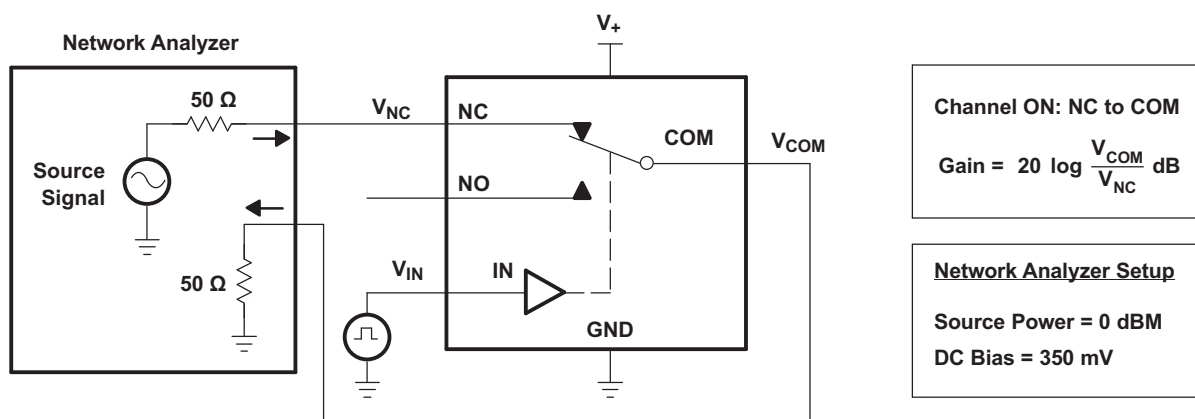 Network Analyzer
V+
50 Ω
VNC
NC
COM
VCOM
Source
Signal
NO
50 Ω
VIN
IN
GND
Channel ON: NC to COM
Gain = 20 log VCOM/VNC dB
Network Analyzer Setup
Source Power = 0 dBM
DC Bias = 350 mV